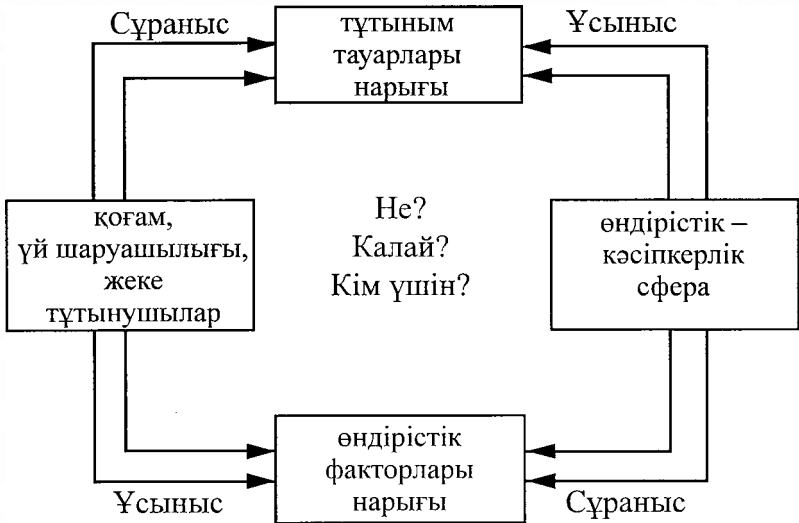 Сұраныс
тұтыным
тауарлары
нарығы
Ұсыныс
қоғам,
үй шаруашылығы,
жеке
тұтынушылар
Не?
Калай?
Кім үшін?
өндірістік –
кәсіпкерлік
сфера
өндірістік
факторлары
нарығы
Ұсыныс
Сұраныс